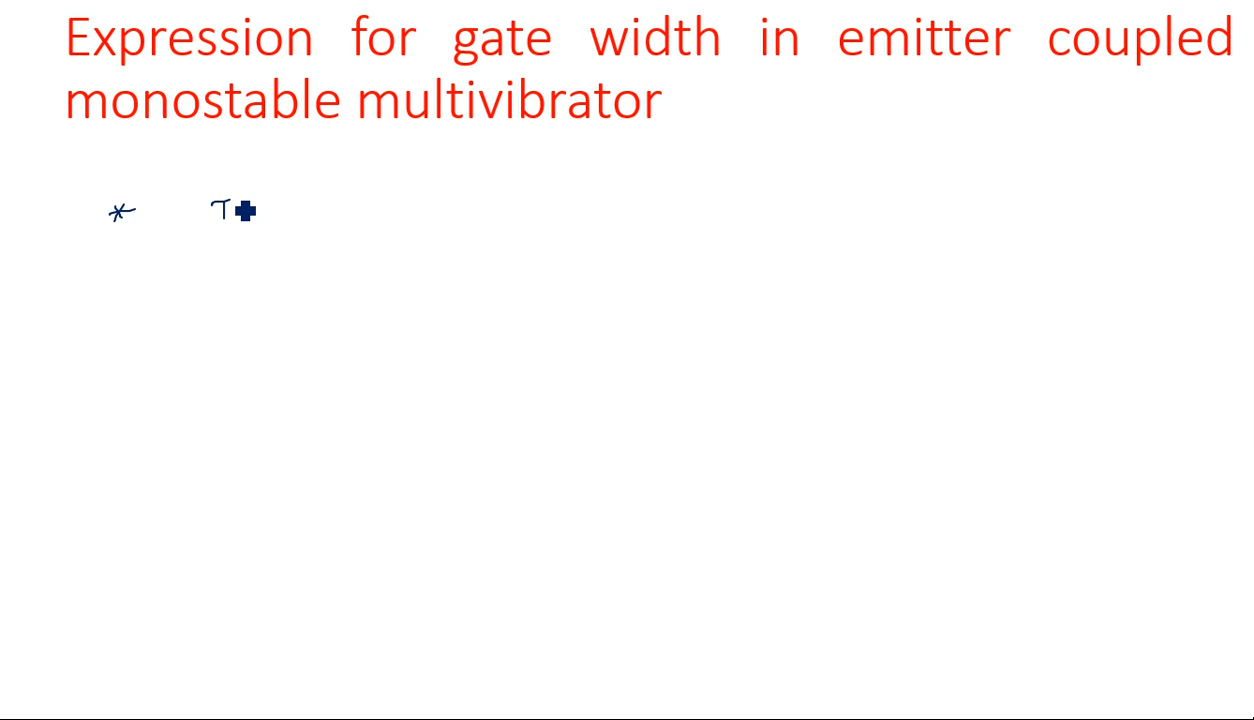 Expression for gate width in emitter coupled
monostable multivibrator
* T